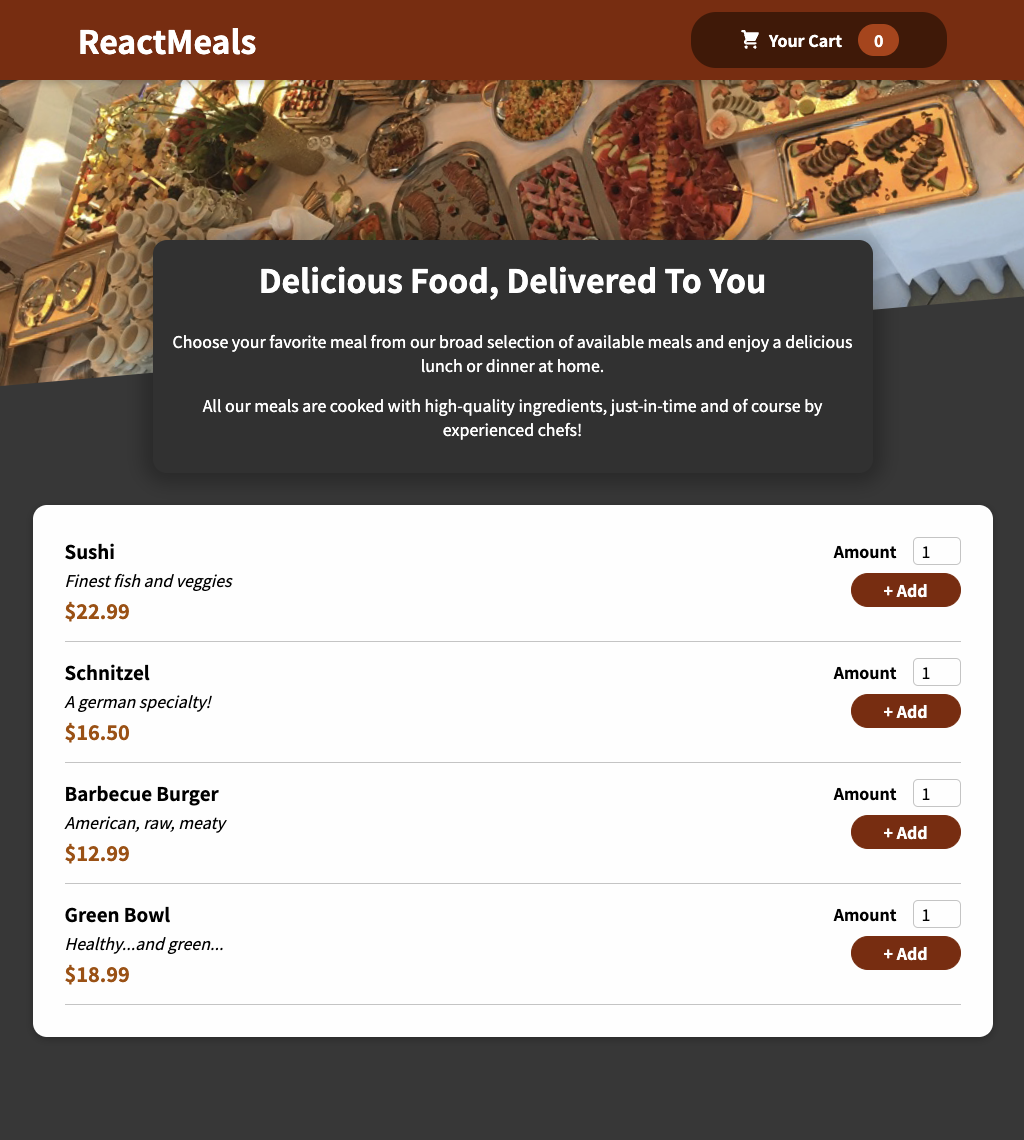 ReactMeals
Your Cart 0
Delicious Food, Delivered To You
Choose your favorite meal from our broad selection of available meals and enjoy a delicious
lunch or dinner at home.
All our meals are cooked with high-quality ingredients, just-in-time and of course by
experienced chefs!
Sushi
Finest fish and veggies
$22.99
Amount 1
+ Add
Schnitzel
A german specialty!
$16.50
Amount 1
+ Add
Barbecue Burger
American, raw, meaty
$12.99
Amount 1
+ Add
Green Bowl
Healthy...and green...
$18.99
Amount 1
+ Add